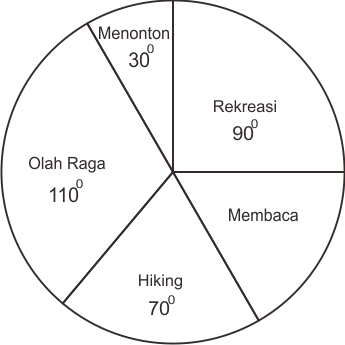 Menonton
30⁰
Rekreasi
90⁰
Olah Raga
110⁰
Membaca
Hiking
70⁰